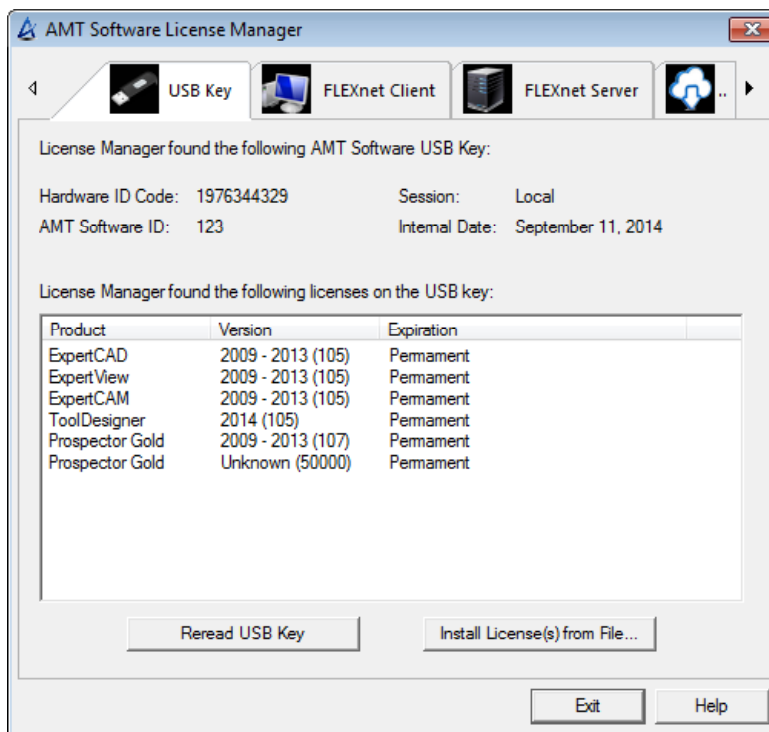 AMT Software License Manager
USB Key FLEXnet Client FLEXnet Server ..
License Manager found the following AMT Software USB Key:
Hardware ID Code: 1976344329 Session: Local
AMT Software ID: 123 Internal Date: September 11, 2014
License Manager found the following licenses on the USB key:
Product Version Expiration
ExpertCAD 2009 - 2013 (105) Permament
ExpertView 2009 - 2013 (105) Permament
ExpertCAM 2009 - 2013 (105) Permament
ToolDesigner 2014 (105) Permament
Prospector Gold 2009 - 2013 (107) Permament
Prospector Gold Unknown (50000) Permament
Reread USB Key Install License(s) from File...
Exit Help